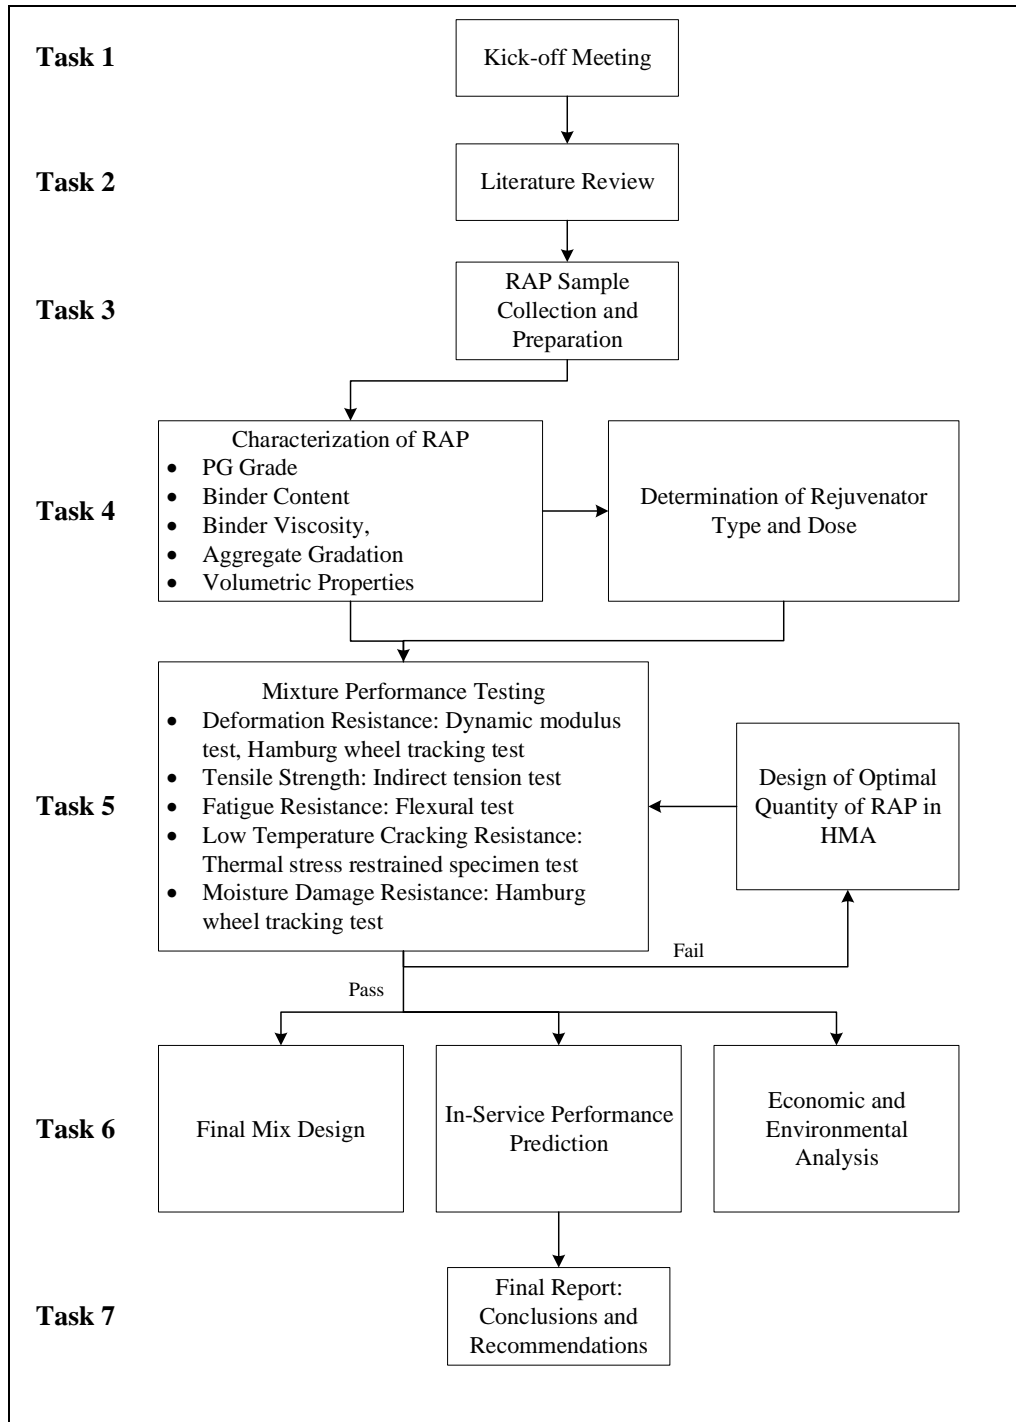 Task 1
Kick-off Meeting
Task 2
Literature Review
Task 3
RAP Sample
Collection and
Preparation
Task 4
Characterization of RAP
• PG Grade
• Binder Content
• Binder Viscosity,
• Aggregate Gradation
• Volumetric Properties
Determination of Rejuvenator
Type and Dose
Task 5
Mixture Performance Testing
• Deformation Resistance: Dynamic modulus
test, Hamburg wheel tracking test
• Tensile Strength: Indirect tension test
• Fatigue Resistance: Flexural test
• Low Temperature Cracking Resistance:
Thermal stress restrained specimen test
• Moisture Damage Resistance: Hamburg
wheel tracking test
Design of Optimal
Quantity of RAP in
HMA
Fail
Pass
Task 6
Final Mix Design
In-Service Performance
Prediction
Economic and
Environmental
Analysis
Task 7
Final Report:
Conclusions and
Recommendations